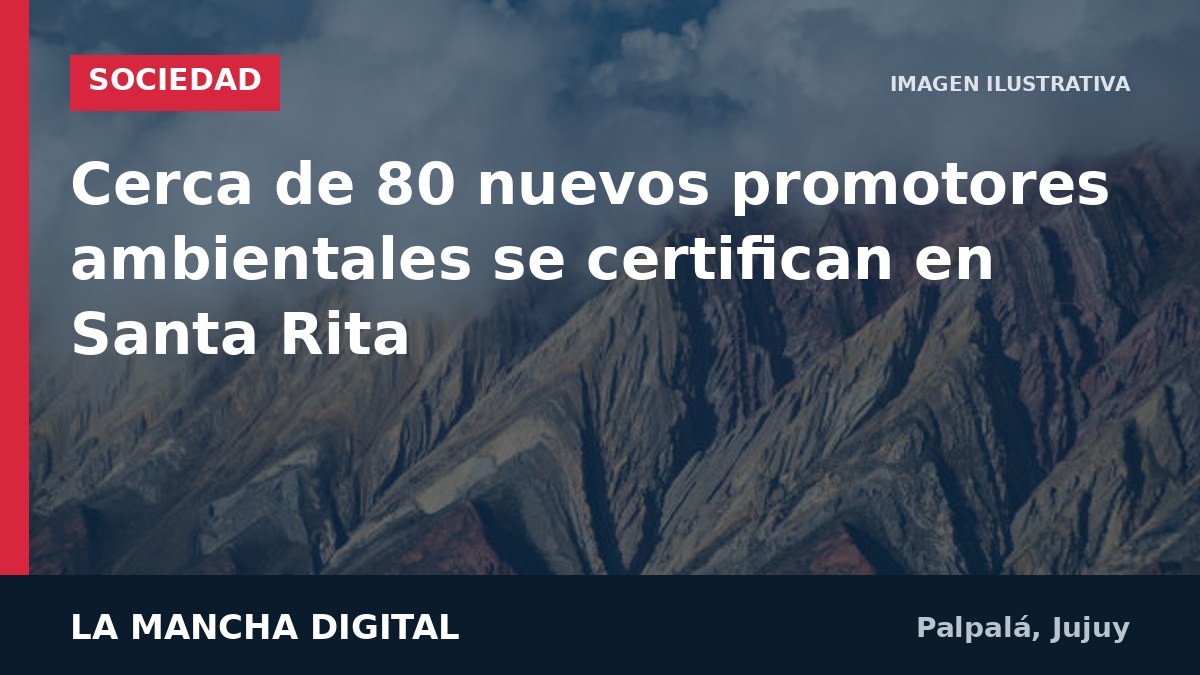 SOCIEDAD
IMAGEN ILUSTRATIVA
Cerca de 80 nuevos promotores
ambientales se certifican en
Santa Rita
LA MANCHA DIGITAL
Palpalá, Jujuy